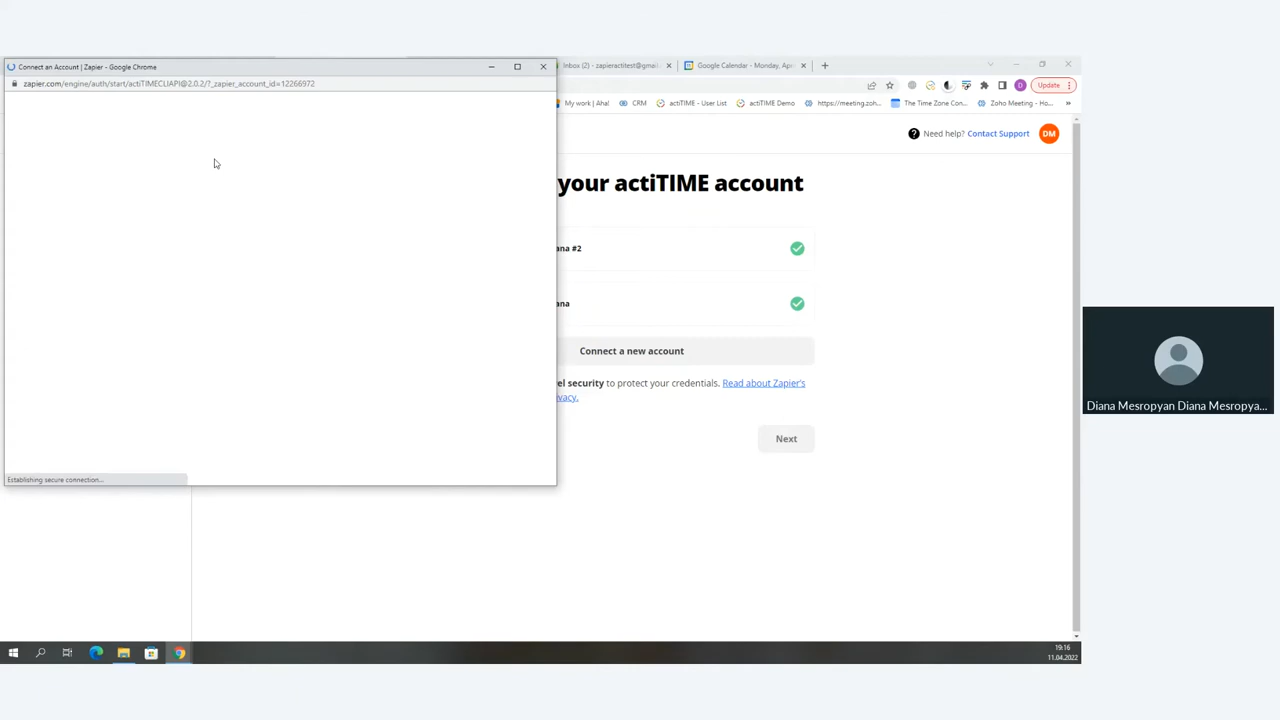 Connect an Account | Zapier - Google Chrome
zapier.com/engine/auth/start/actiTIMECLIAPI@2.0.2/?_zapier_account_id=12266972
Inbox (2) - zapieractitest@gmail
Google Calendar - Monday, Apr
Update
My work | Aha!
CRM
actiTIME - User List
actiTIME Demo
https://meeting.zoh...
The Time Zone Con...
Zoho Meeting - Ho...
»
Need help? Contact Support
DM
your actiTIME account
ana #2
ana
Connect a new account
el security to protect your credentials. Read about Zapier's
vacy.
Next
Establishing secure connection...
Diana Mesropyan Diana Mesropya...
19:16
11.04.2022